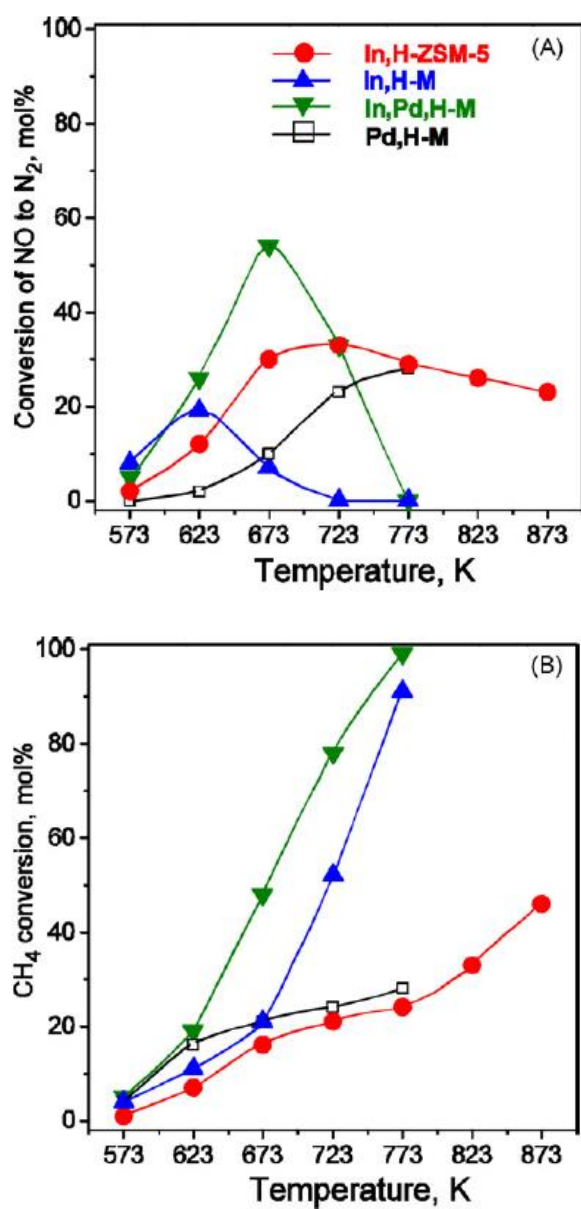 (A)
In,H-ZSM-5
In,H-M
In,Pd,H-M
Pd,H-M
Conversion of NO to N₂, mol%
100
80
60
40
20
0
573 623 673 723 773 823 873
Temperature, K
(B)
CH₄ conversion, mol%
100
80
60
40
20
0
573 623 673 723 773 823 873
Temperature, K